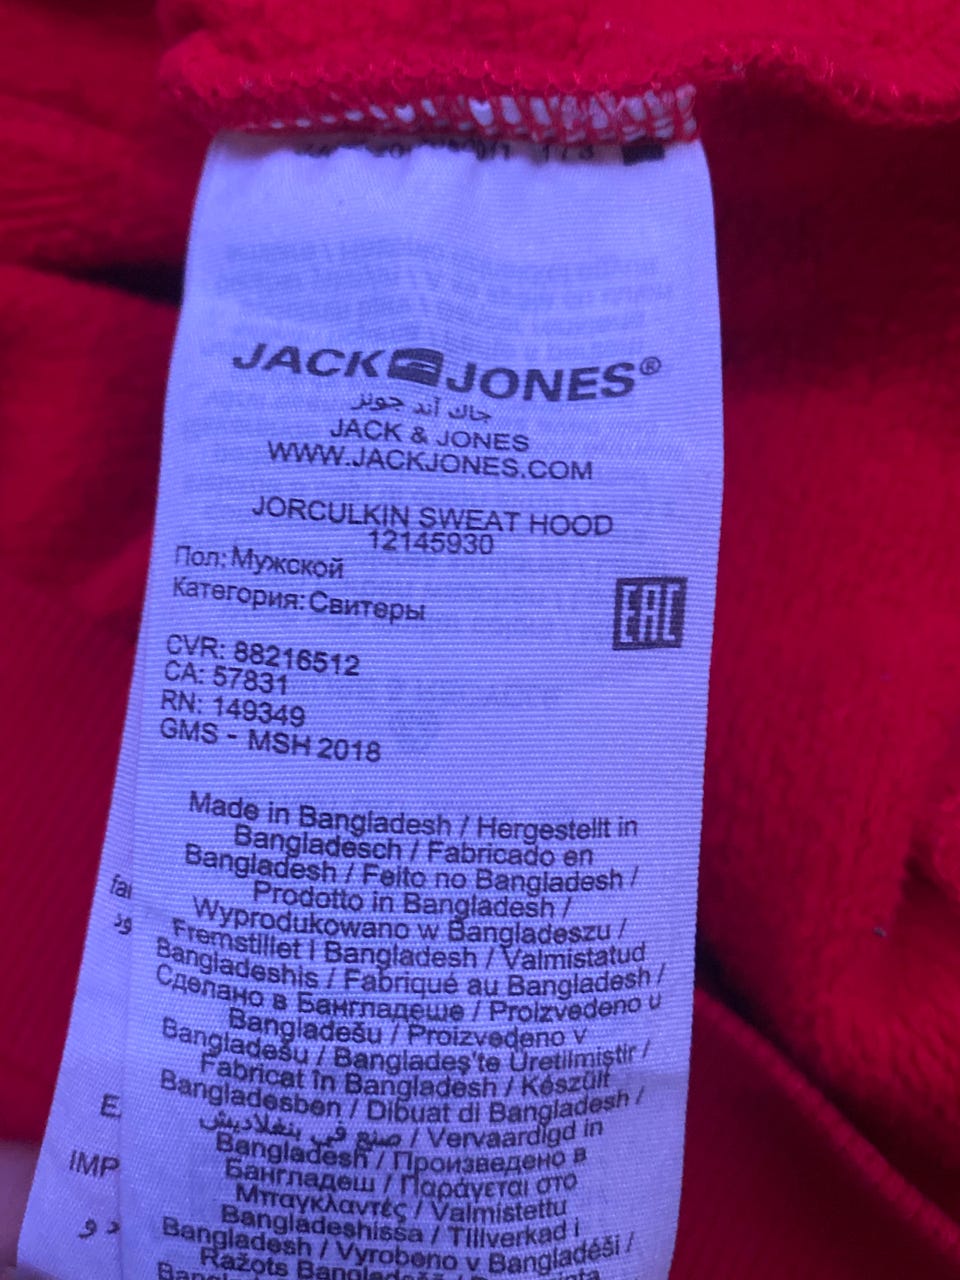 JACK JONES®
جاك آند جونز
JACK & JONES
WWW.JACKJONES.COM
JORCULKIN SWEAT HOOD
12145930
Пол: Мужской
Категория: Свитеры
EAC
CVR: 88216512
CA: 57831
RN: 149349
GMS - MSH 2018
Made in Bangladesh / Hergestellt in
Bangladesch / Fabricado en
Bangladesh / Feito no Bangladesh /
Prodotto in Bangladesh /
Wyprodukowano w Bangladeszu /
Fremstillet i Bangladesh / Valmistatud
Bangladeshis / Fabriqué au Bangladesh /
Сделано в Бангладеше / Proizvedeno u
Bangladešu / Proizvedeno v
Bangladešu / Bangladeş'te Üretilmiştir /
Fabricat în Bangladesh / Készült
Bangladesben / Dibuat di Bangladesh /
صنع في بنغلاديش / Vervaardigd in
Bangladesh / Произведено в
Бангладеш / Παράγεται στο
Μπαγκλαντές / Valmistettu
Bangladeshissa / Tillverkad i
Bangladesh / Vyrobeno v Bangladéši /
Ražots Bangladešā /
IMP